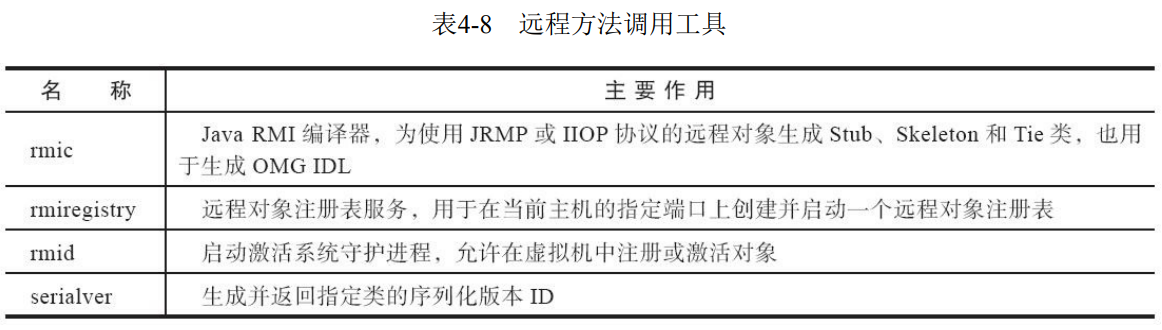 表4-8 远程方法调用工具
名 称 主 要 作 用
rmic Java RMI 编译器，为使用 JRMP 或 IIOP 协议的远程对象生成 Stub、Skeleton 和 Tie 类，也用
于生成 OMG IDL
rmiregistry 远程对象注册表服务，用于在当前主机的指定端口上创建并启动一个远程对象注册表
rmid 启动激活系统守护进程，允许在虚拟机中注册或激活对象
serialver 生成并返回指定类的序列化版本 ID